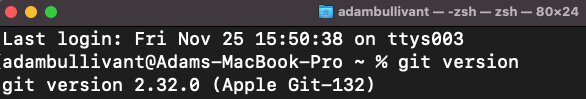 adambullivant — -zsh — zsh — 80×24
Last login: Fri Nov 25 15:50:38 on ttys003
[adambullivant@Adams-MacBook-Pro ~ % git version
git version 2.32.0 (Apple Git-132)